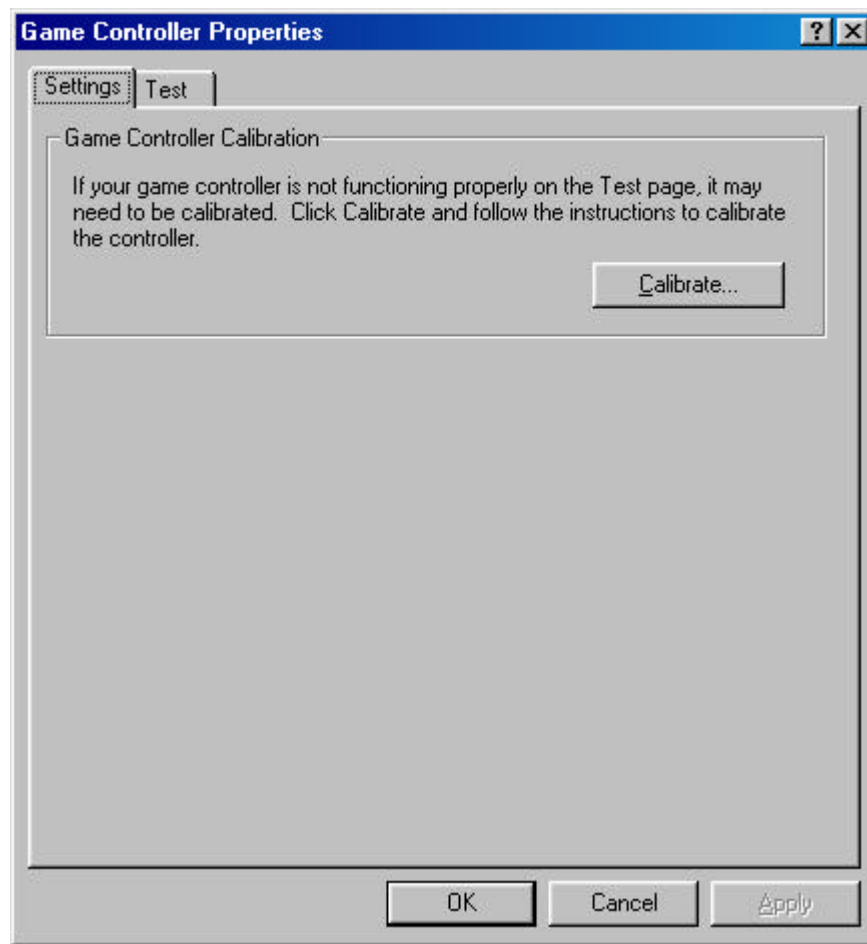 Game Controller Properties
Settings
Test
Game Controller Calibration
If your game controller is not functioning properly on the Test page, it may
need to be calibrated.  Click Calibrate and follow the instructions to calibrate
the controller.
Calibrate...
OK
Cancel
Apply